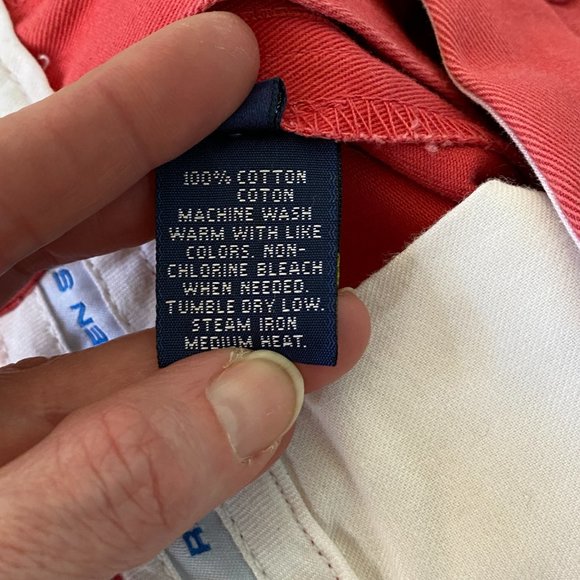 100% COTTON
COTON
MACHINE WASH
WARM WITH LIKE
COLORS. NON-
CHLORINE BLEACH
WHEN NEEDED.
TUMBLE DRY LOW.
STEAM IRON
MEDIUM HEAT.